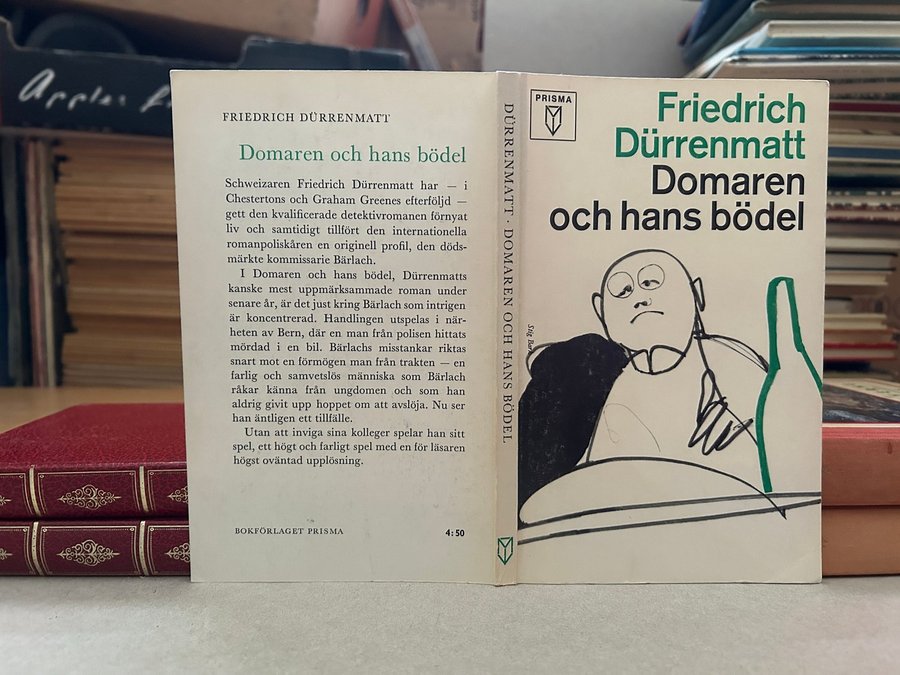 Apples
FRIEDRICH DÜRRENMATT
Domaren och hans bödel
Schweizaren Friedrich Dürrenmatt har — i
Chestertons och Graham Greenes efterföljd —
gett den kvalificerade detektivromanen förnyat
liv och samtidigt tillfört den internationella
romanpoliskåren en originell profil, den döds-
märkte kommissarie Bärlach.
I Domaren och hans bödel, Dürrenmatts
kanske mest uppmärksammade roman under
senare år, är det just kring Bärlach som intrigen
är koncentrerad. Handlingen utspelas i när-
heten av Bern, där en man från polisen hittats
mördad i en bil. Bärlachs misstankar riktas
snart mot en förmögen man från trakten — en
farlig och samvetslös människa som Bärlach
råkar känna från ungdomen och som han
aldrig givit upp hoppet om att avslöja. Nu ser
han äntligen ett tillfälle.
Utan att inviga sina kolleger spelar han sitt
spel, ett högt och farligt spel med en för läsaren
högst oväntad upplösning.
BOKFÖRLAGET PRISMA 4:50
DÜRRENMATT · DOMAREN OCH HANS BÖDEL
PRISMA
Friedrich
Dürrenmatt
Domaren
och hans bödel
Stig